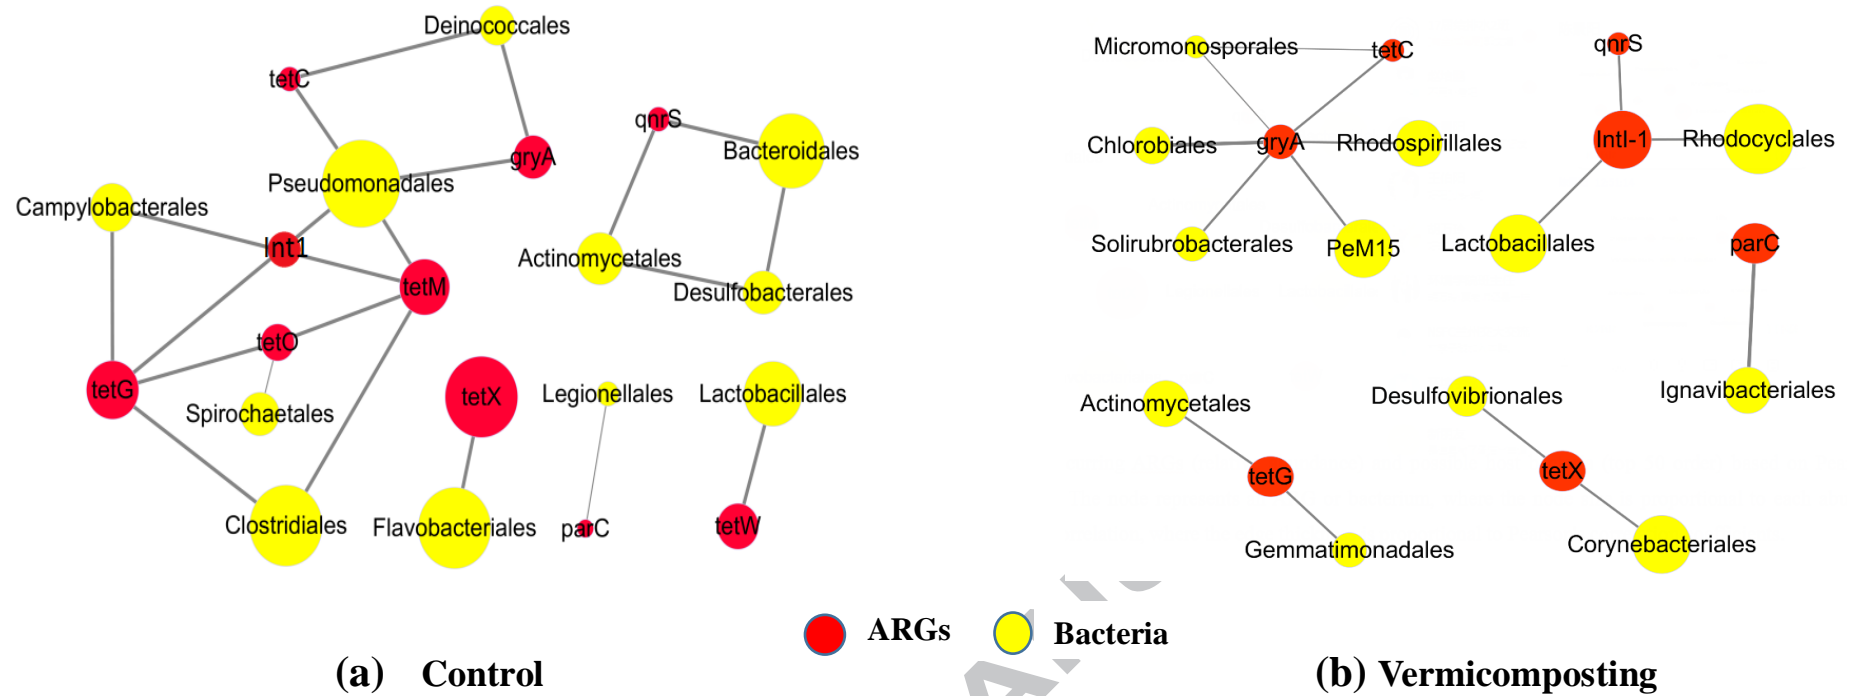 Deinococcales
tetC
qnrS
gryA
Bacteroidales
Pseudomonadales
Campylobacterales
Int1
Actinomycetales
tetM
Desulfobacterales
tetO
tetG
Spirochaetales
tetX
Legionellales
Lactobacillales
Clostridiales
Flavobacteriales
parC
tetW
Micromonosporales
tetC
qnrS
Chlorobiales
gryA
Rhodospirillales
IntI-1
Rhodocyclales
Solirubrobacterales
PeM15
Lactobacillales
parC
Actinomycetales
Desulfovibrionales
Ignavibacteriales
tetG
tetX
Gemmatimonadales
Corynebacteriales
ARGs
Bacteria
(a) Control
(b) Vermicomposting